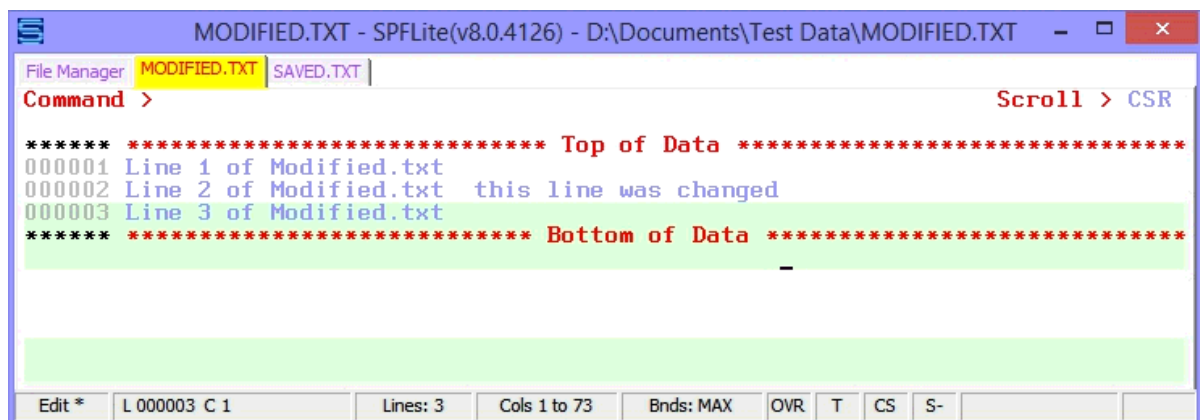 MODIFIED.TXT - SPFLite(v8.0.4126) - D:\Documents\Test Data\MODIFIED.TXT
File Manager MODIFIED.TXT SAVED.TXT
Command > Scroll > CSR
****** ***************************** Top of Data *******************************
000001 Line 1 of Modified.txt
000002 Line 2 of Modified.txt  this line was changed
000003 Line 3 of Modified.txt
****** **************************** Bottom of Data *****************************
Edit * L 000003 C 1 Lines: 3 Cols 1 to 73 Bnds: MAX OVR T CS S-